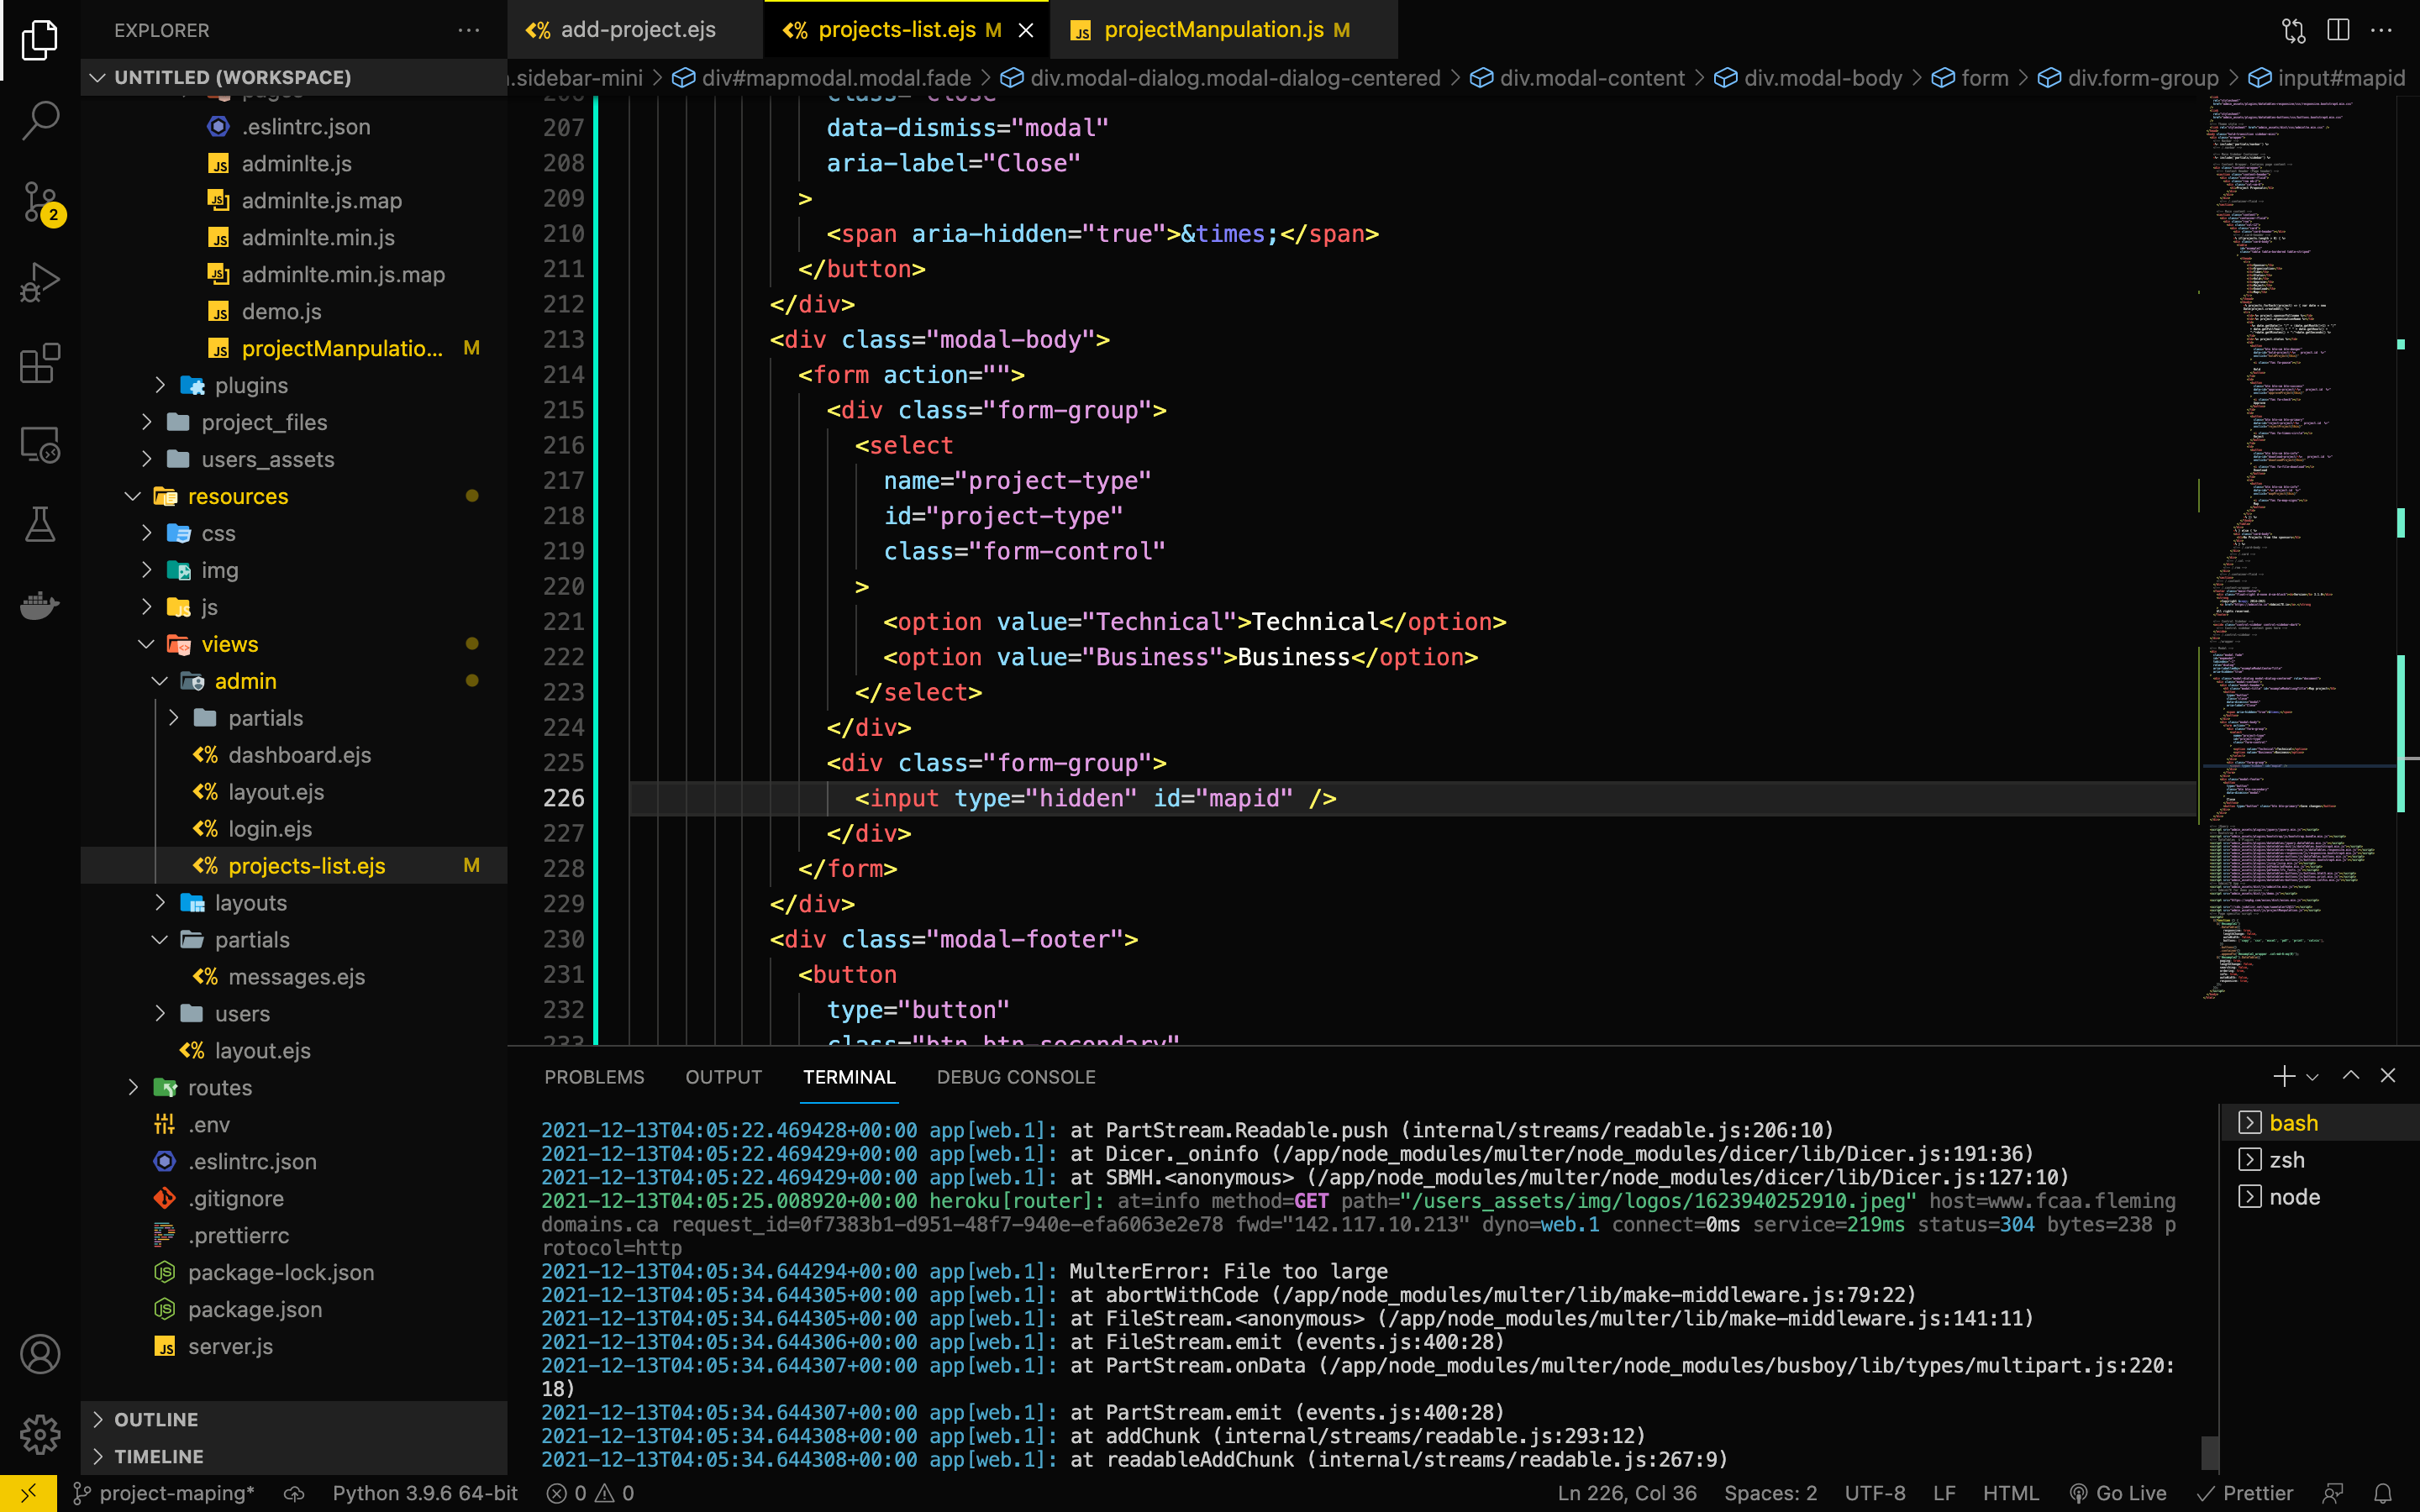 EXPLORER
add-project.ejs
projects-list.ejs M
JS projectManpulation.js M
UNTITLED (WORKSPACE)
.sidebar-mini > div#mapmodal.modal.fade > div.modal-dialog.modal-dialog-centered > div.modal-content > div.modal-body > form > div.form-group > input#mapid
pages
.eslintrc.json
JS adminlte.js
JS adminlte.js.map
JS adminlte.min.js
JS adminlte.min.js.map
JS demo.js
JS projectManpulatio... M
plugins
project_files
users_assets
resources
css
img
js
views
admin
partials
dashboard.ejs
layout.ejs
login.ejs
projects-list.ejs M
layouts
partials
messages.ejs
users
layout.ejs
routes
.env
.eslintrc.json
.gitignore
.prettierrc
package-lock.json
package.json
JS server.js
OUTLINE
TIMELINE
2
206 class="close"
207 data-dismiss="modal"
208 aria-label="Close"
209 >
210 <span aria-hidden="true">&times;</span>
211 </button>
212 </div>
213 <div class="modal-body">
214 <form action="">
215 <div class="form-group">
216 <select
217 name="project-type"
218 id="project-type"
219 class="form-control"
220 >
221 <option value="Technical">Technical</option>
222 <option value="Business">Business</option>
223 </select>
224 </div>
225 <div class="form-group">
226 <input type="hidden" id="mapid" />
227 </div>
228 </form>
229 </div>
230 <div class="modal-footer">
231 <button
232 type="button"
233 class="btn btn-secondary"
PROBLEMS OUTPUT TERMINAL DEBUG CONSOLE
2021-12-13T04:05:22.469428+00:00 app[web.1]: at PartStream.Readable.push (internal/streams/readable.js:206:10)
2021-12-13T04:05:22.469429+00:00 app[web.1]: at Dicer._oninfo (/app/node_modules/multer/node_modules/dicer/lib/Dicer.js:191:36)
2021-12-13T04:05:22.469429+00:00 app[web.1]: at SBMH.<anonymous> (/app/node_modules/multer/node_modules/dicer/lib/Dicer.js:127:10)
2021-12-13T04:05:25.008920+00:00 heroku[router]: at=info method=GET path="/users_assets/img/logos/1623940252910.jpeg" host=www.fcaa.fleming
domains.ca request_id=0f7383b1-d951-48f7-940e-efa6063e2e78 fwd="142.117.10.213" dyno=web.1 connect=0ms service=219ms status=304 bytes=238 p
rotocol=http
2021-12-13T04:05:34.644294+00:00 app[web.1]: MulterError: File too large
2021-12-13T04:05:34.644305+00:00 app[web.1]: at abortWithCode (/app/node_modules/multer/lib/make-middleware.js:79:22)
2021-12-13T04:05:34.644305+00:00 app[web.1]: at FileStream.<anonymous> (/app/node_modules/multer/lib/make-middleware.js:141:11)
2021-12-13T04:05:34.644306+00:00 app[web.1]: at FileStream.emit (events.js:400:28)
2021-12-13T04:05:34.644307+00:00 app[web.1]: at PartStream.onData (/app/node_modules/multer/node_modules/busboy/lib/types/multipart.js:220:
18)
2021-12-13T04:05:34.644307+00:00 app[web.1]: at PartStream.emit (events.js:400:28)
2021-12-13T04:05:34.644308+00:00 app[web.1]: at addChunk (internal/streams/readable.js:293:12)
2021-12-13T04:05:34.644308+00:00 app[web.1]: at readableAddChunk (internal/streams/readable.js:267:9)
bash
zsh
node
project-maping* Python 3.9.6 64-bit 0 0 Ln 226, Col 36 Spaces: 2 UTF-8 LF HTML Go Live Prettier